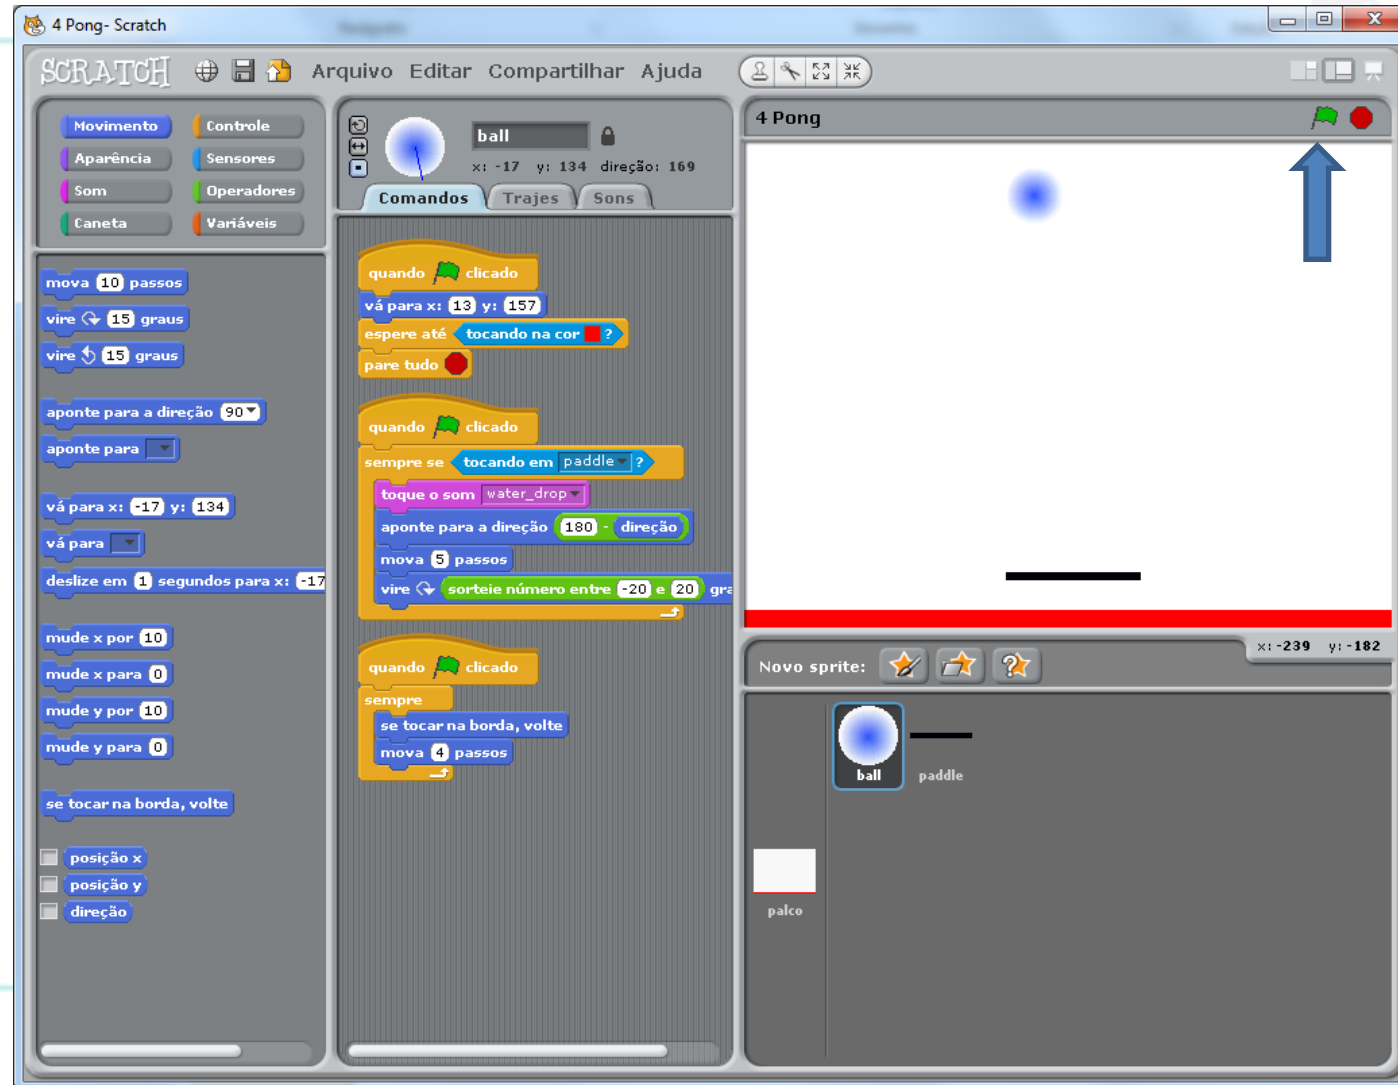 4 Pong- Scratch
SCRATCH Arquivo Editar Compartilhar Ajuda
Movimento Controle
Aparência Sensores
Som Operadores
Caneta Variáveis
mova 10 passos
vire 15 graus
vire 15 graus
aponte para a direção 90
aponte para
vá para x: -17 y: 134
vá para
deslize em 1 segundos para x: -17
mude x por 10
mude x para 0
mude y por 10
mude y para 0
se tocar na borda, volte
posição x
posição y
direção
ball
x: -17 y: 134 direção: 169
Comandos Trajes Sons
quando clicado
vá para x: 13 y: 157
espere até tocando na cor ?
pare tudo
quando clicado
sempre se tocando em paddle ?
toque o som water_drop
aponte para a direção 180 - direção
mova 5 passos
vire sorteie número entre -20 e 20 gra
quando clicado
sempre
se tocar na borda, volte
mova 4 passos
4 Pong
x: -239 y: -182
Novo sprite:
ball paddle
palco